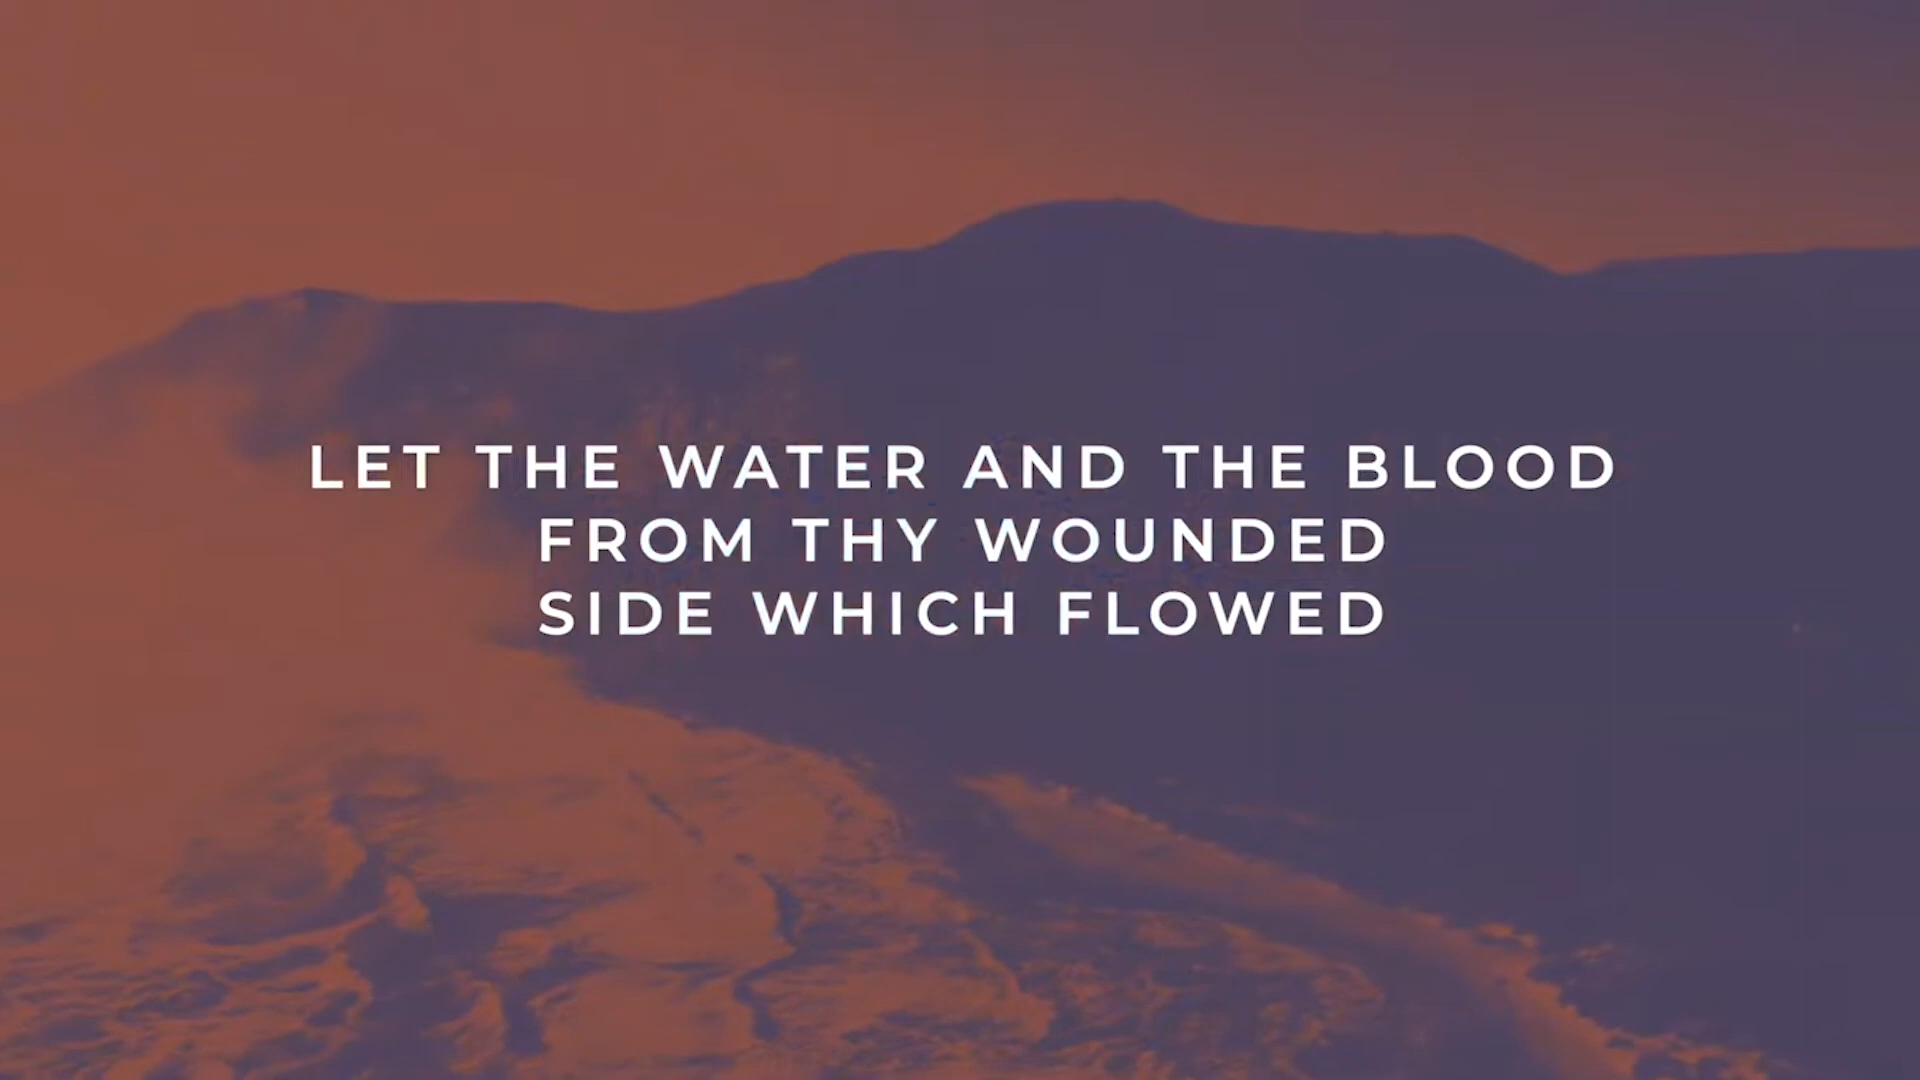 LET THE WATER AND THE BLOOD
FROM THY WOUNDED
SIDE WHICH FLOWED